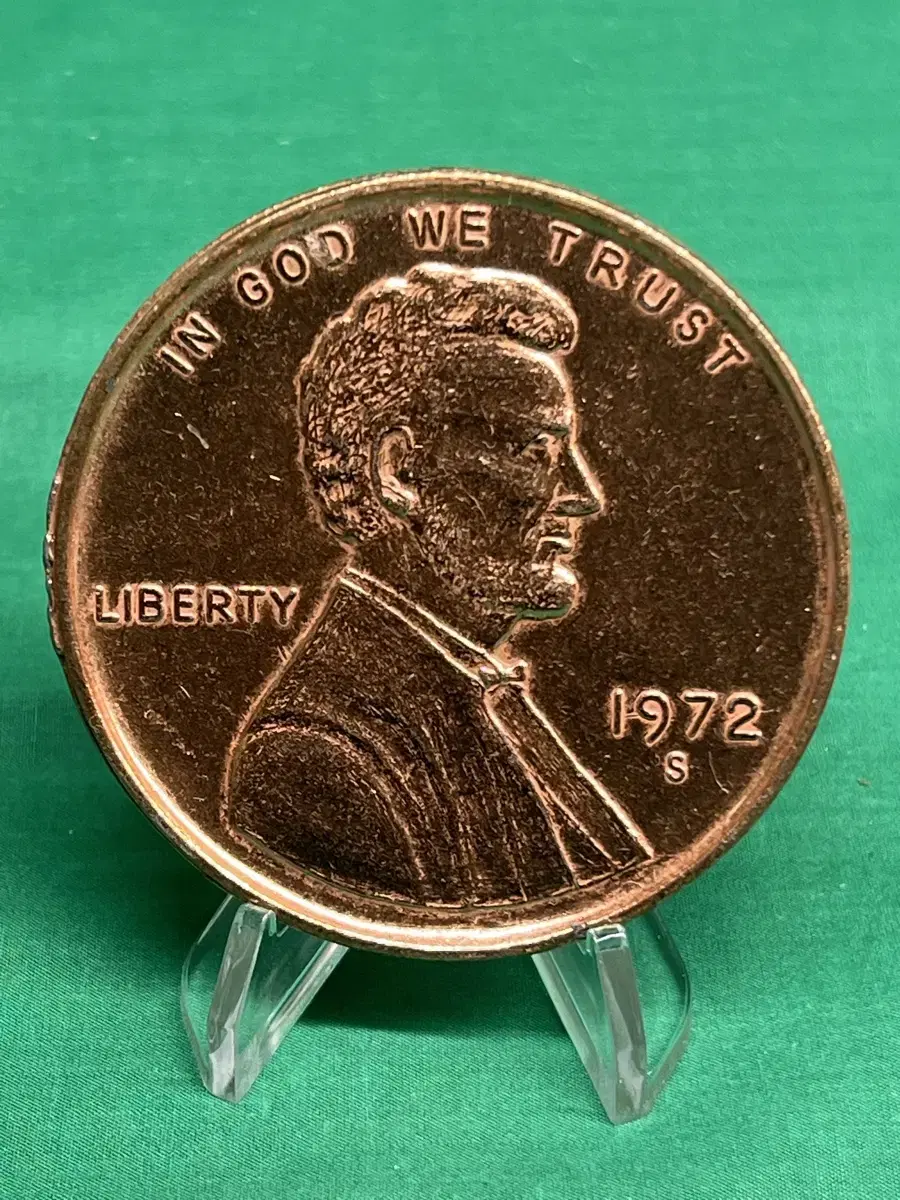 IN GOD WE TRUST
LIBERTY
1972
S